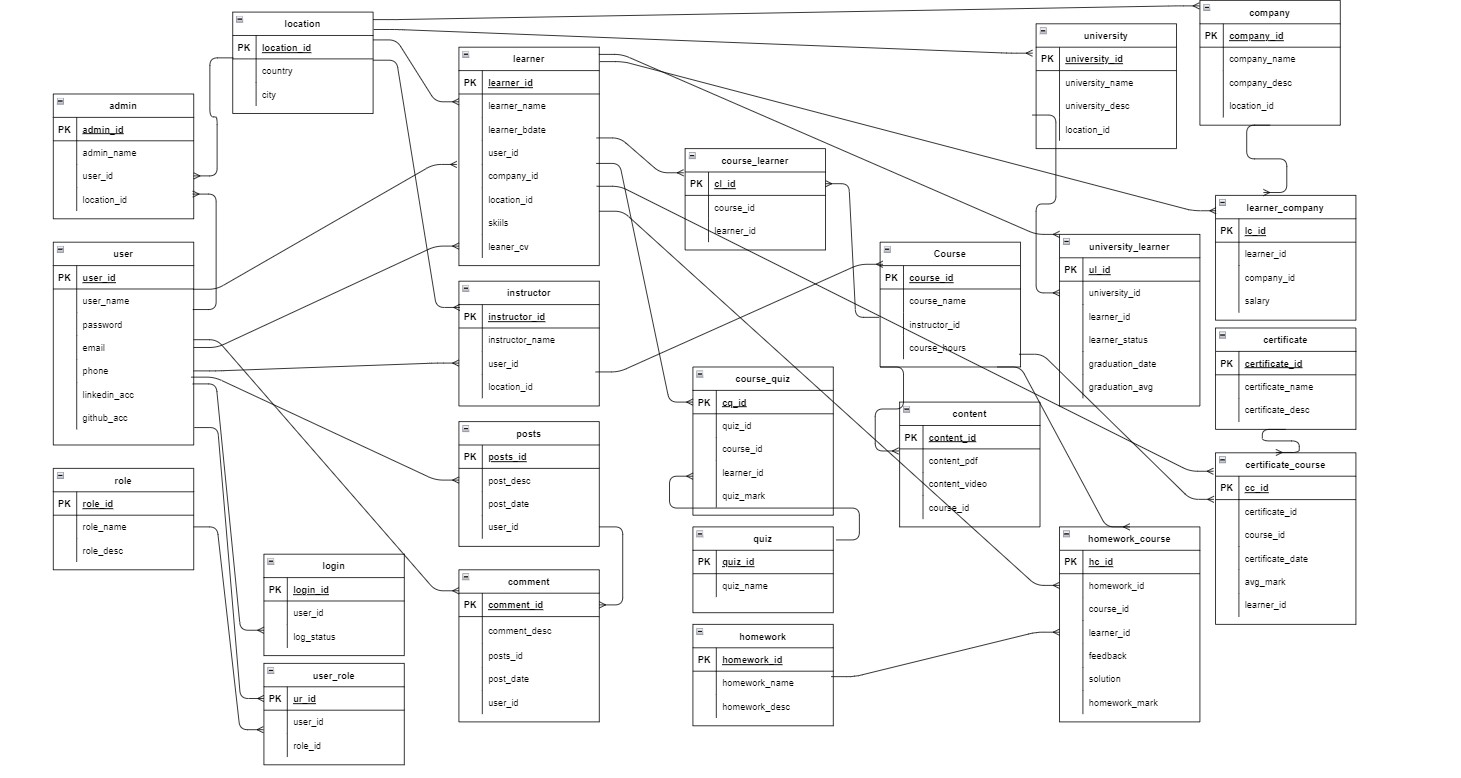 location
PK location_id
country
city
admin
PK admin_id
admin_name
user_id
location_id
user
PK user_id
user_name
password
email
phone
linkedin_acc
github_acc
role
PK role_id
role_name
role_desc
login
PK login_id
user_id
log_status
user_role
PK ur_id
user_id
role_id
learner
PK learner_id
learner_name
learner_bdate
user_id
company_id
location_id
skiils
leaner_cv
instructor
PK instructor_id
instructor_name
user_id
location_id
posts
PK posts_id
post_desc
post_date
user_id
comment
PK comment_id
comment_desc
posts_id
post_date
user_id
course_learner
PK cl_id
course_id
learner_id
course_quiz
PK cq_id
quiz_id
course_id
learner_id
quiz_mark
quiz
PK quiz_id
quiz_name
homework
PK homework_id
homework_name
homework_desc
Course
PK course_id
course_name
instructor_id
course_hours
content
PK content_id
content_pdf
content_video
course_id
university
PK university_id
university_name
university_desc
location_id
university_learner
PK ul_id
university_id
learner_id
learner_status
graduation_date
graduation_avg
homework_course
PK hc_id
homework_id
course_id
learner_id
feedback
solution
homework_mark
company
PK company_id
company_name
company_desc
location_id
learner_company
PK lc_id
learner_id
company_id
salary
certificate
PK certificate_id
certificate_name
certificate_desc
certificate_course
PK cc_id
certificate_id
course_id
certificate_date
avg_mark
learner_id